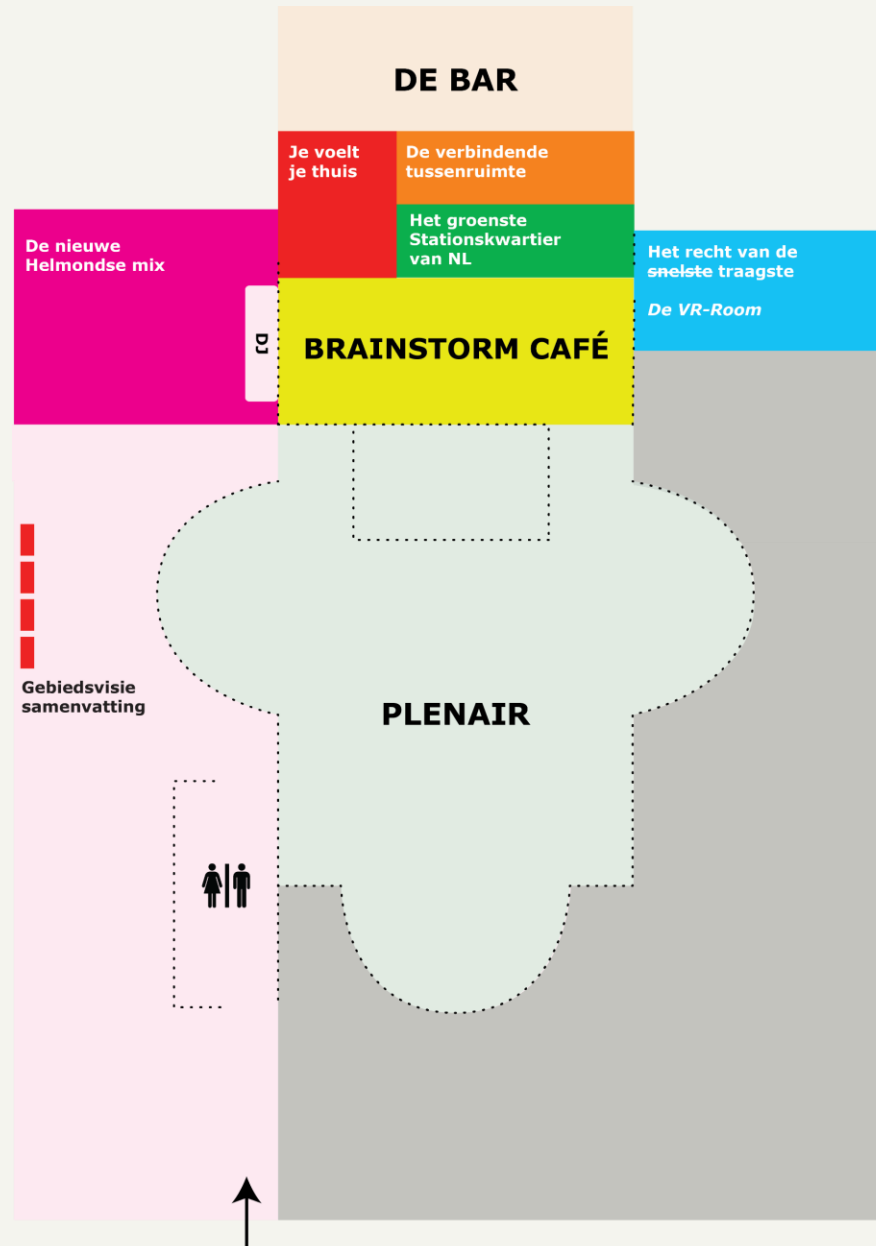 DE BAR
Je voelt
je thuis
De verbindende
tussenruimte
Het groenste
Stationskwartier
van NL
De nieuwe
Helmondse mix
Het recht van de
snelste traagste
De VR-Room
DJ
BRAINSTORM CAFÉ
Gebiedsvisie
samenvatting
PLENAIR